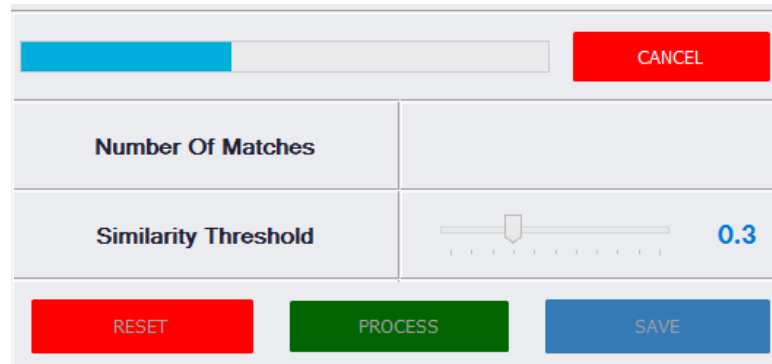 CANCEL
Number Of Matches
Similarity Threshold
0.3
RESET
PROCESS
SAVE